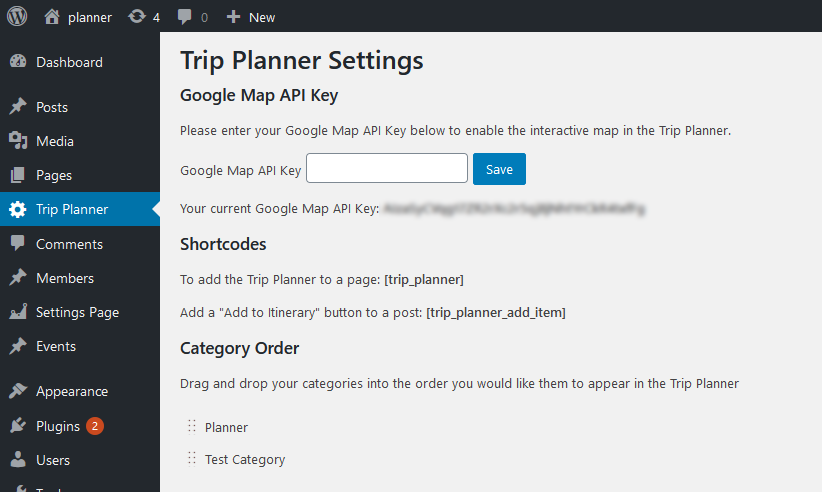 planner 4 0 New
Dashboard
Posts
Media
Pages
Trip Planner
Comments
Members
Settings Page
Events
Appearance
Plugins 2
Users
Trip Planner Settings
Google Map API Key
Please enter your Google Map API Key below to enable the interactive map in the Trip Planner.
Google Map API Key Save
Your current Google Map API Key:
Shortcodes
To add the Trip Planner to a page: [trip_planner]
Add a "Add to Itinerary" button to a post: [trip_planner_add_item]
Category Order
Drag and drop your categories into the order you would like them to appear in the Trip Planner
Planner
Test Category